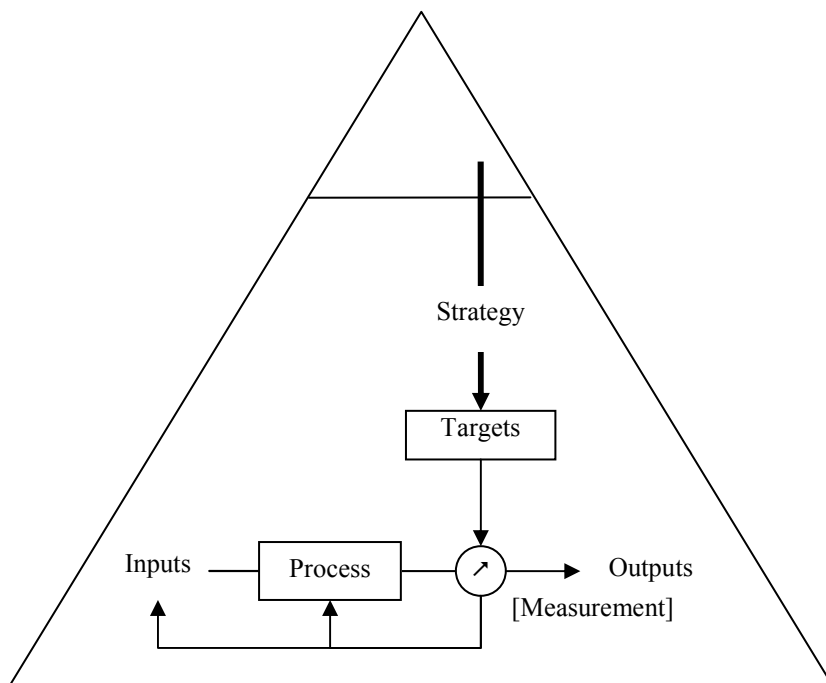 Strategy
Targets
Inputs
Process
Outputs
[Measurement]